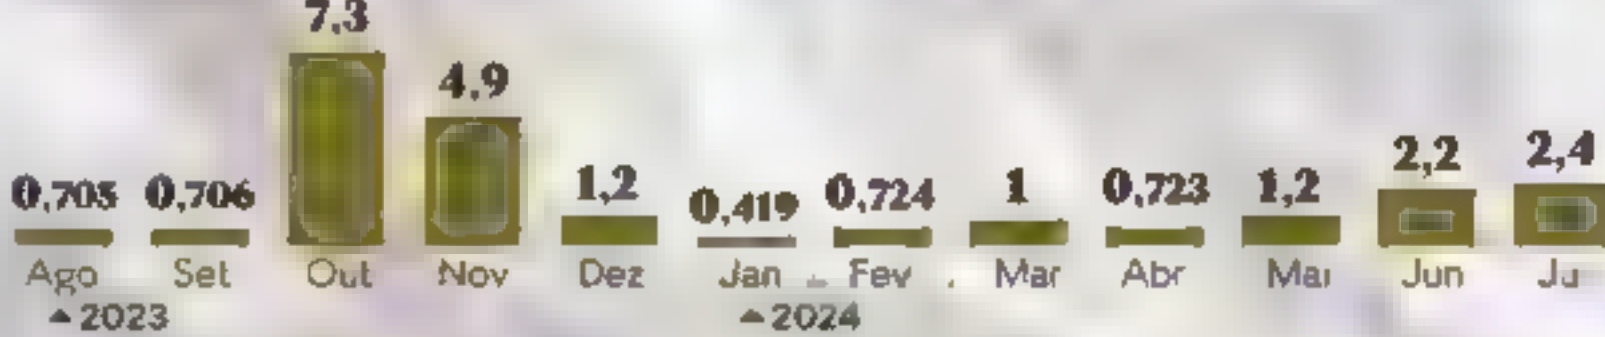 7,3
4,9
0,705 0,706 1,2 0,419 0,724 1 0,723 1,2 2,2 2,4
Ago Set Out Nov Dez Jan Fev Mar Abr Mai Jun Ju
2023 2024